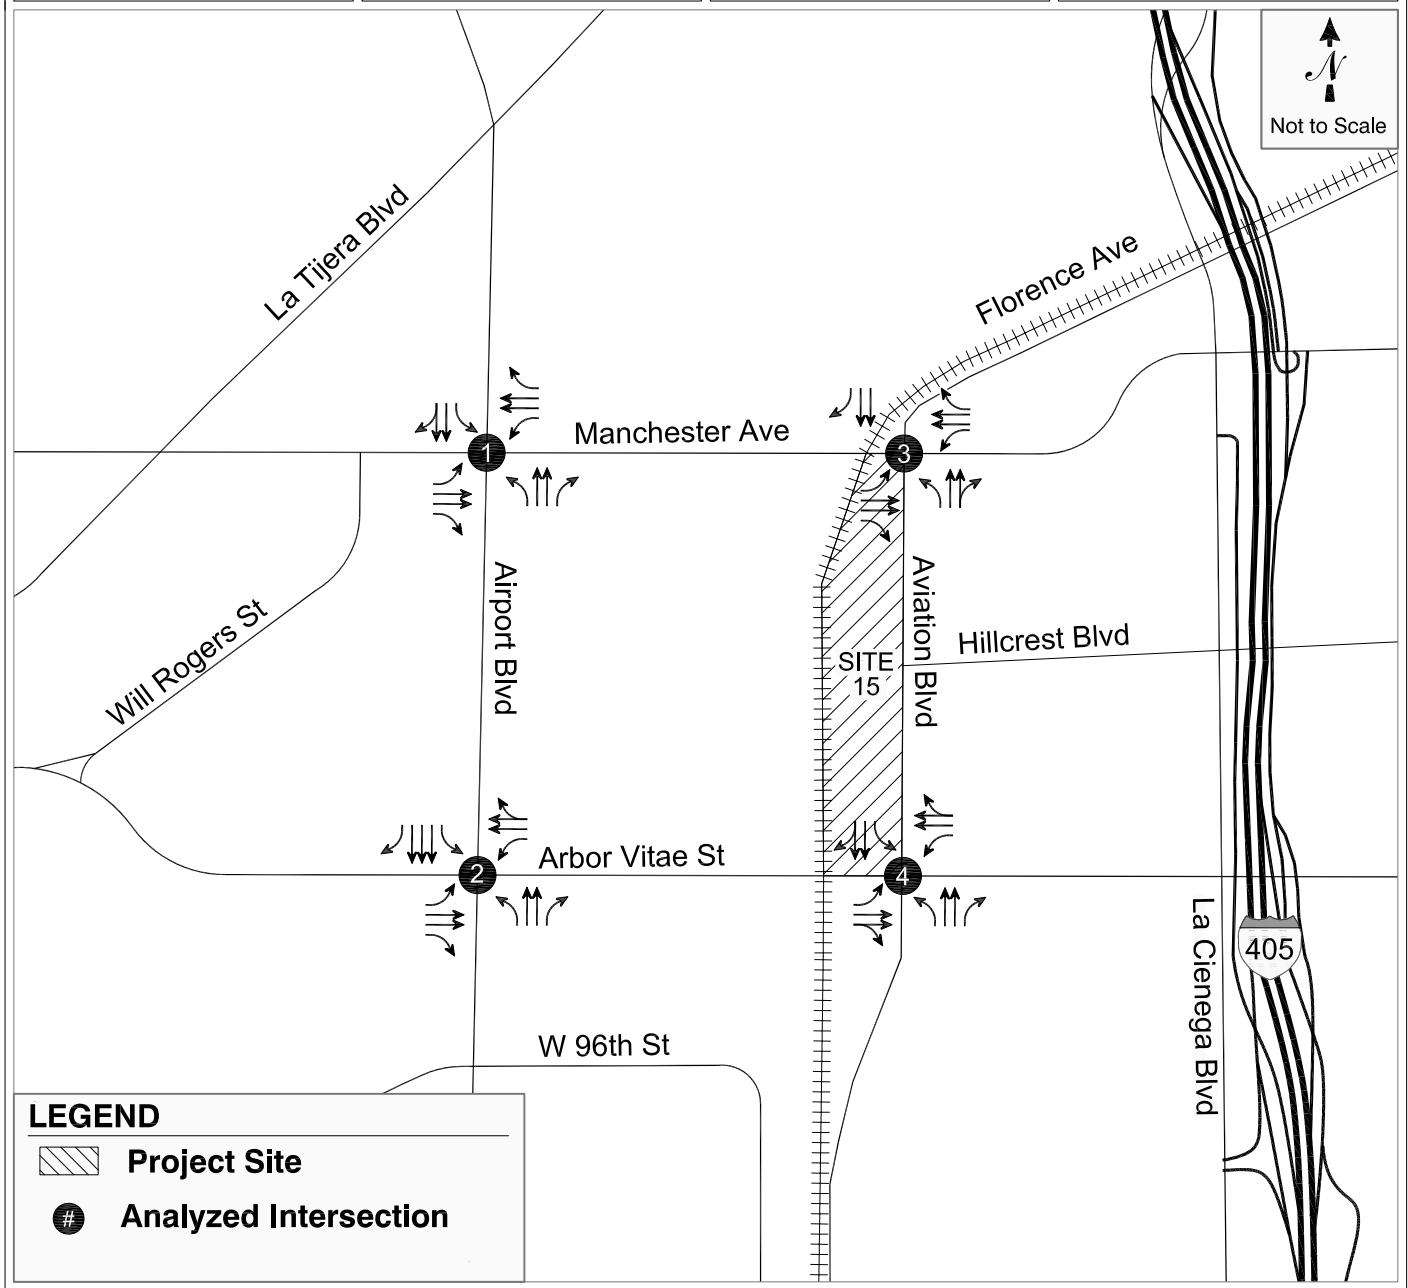 N
Not to Scale
La Tijera Blvd
Florence Ave
1
Manchester Ave
3
Airport Blvd
Aviation Blvd
Will Rogers St
Hillcrest Blvd
SITE
15
2
Arbor Vitae St
4
La Cienega Blvd
405
W 96th St
LEGEND
Project Site
#
Analyzed Intersection